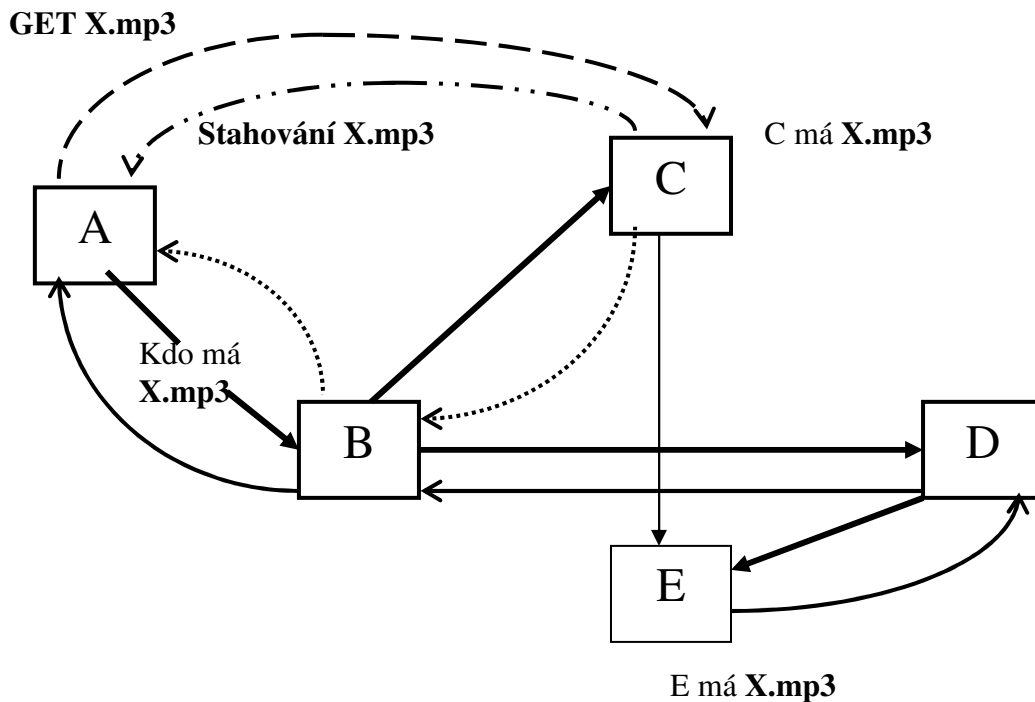 GET X.mp3
Stahování X.mp3
C má X.mp3
C
A
Kdo má
X.mp3
B
D
E
E má X.mp3